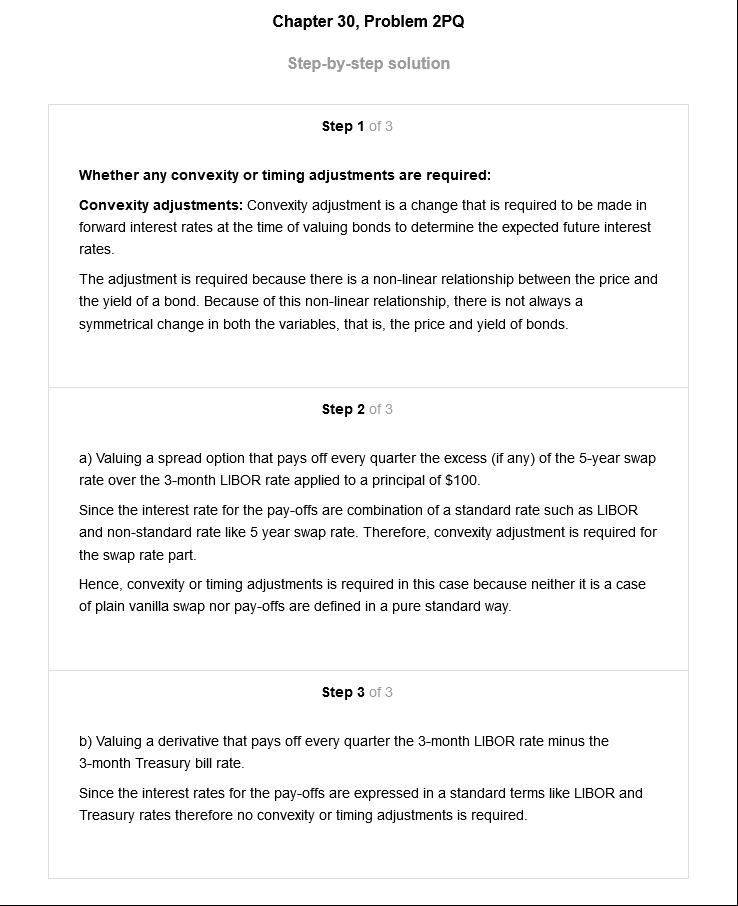 Chapter 30, Problem 2PQ
Step-by-step solution
Step 1 of 3
Whether any convexity or timing adjustments are required:
Convexity adjustments: Convexity adjustment is a change that is required to be made in
forward interest rates at the time of valuing bonds to determine the expected future interest
rates.
The adjustment is required because there is a non-linear relationship between the price and
the yield of a bond. Because of this non-linear relationship, there is not always a
symmetrical change in both the variables, that is, the price and yield of bonds.
Step 2 of 3
a) Valuing a spread option that pays off every quarter the excess (if any) of the 5-year swap
rate over the 3-month LIBOR rate applied to a principal of $100.
Since the interest rate for the pay-offs are combination of a standard rate such as LIBOR
and non-standard rate like 5 year swap rate. Therefore, convexity adjustment is required for
the swap rate part.
Hence, convexity or timing adjustments is required in this case because neither it is a case
of plain vanilla swap nor pay-offs are defined in a pure standard way.
Step 3 of 3
b) Valuing a derivative that pays off every quarter the 3-month LIBOR rate minus the
3-month Treasury bill rate.
Since the interest rates for the pay-offs are expressed in a standard terms like LIBOR and
Treasury rates therefore no convexity or timing adjustments is required.